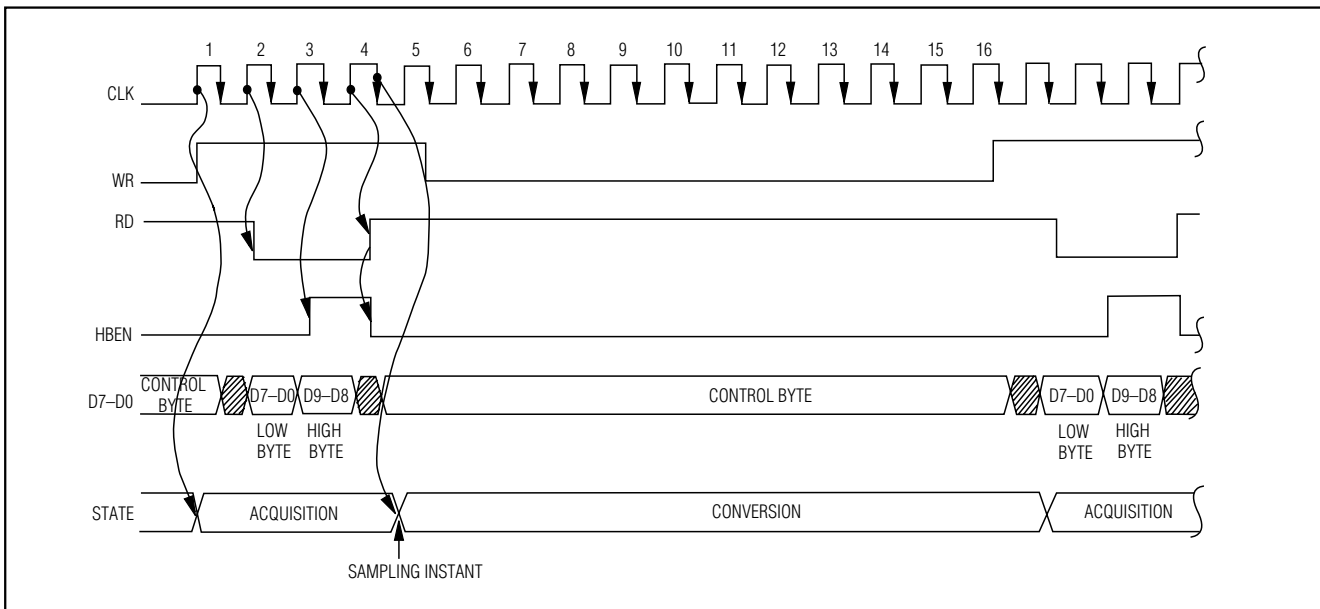 1 2 3 4 5 6 7 8 9 10 11 12 13 14 15 16
CLK
WR
RD
HBEN
D7–D0
CONTROL
BYTE
D7–D0
D9–D8
CONTROL BYTE
D7–D0
D9–D8
LOW
BYTE
HIGH
BYTE
LOW
BYTE
HIGH
BYTE
STATE
ACQUISITION
CONVERSION
ACQUISITION
SAMPLING INSTANT